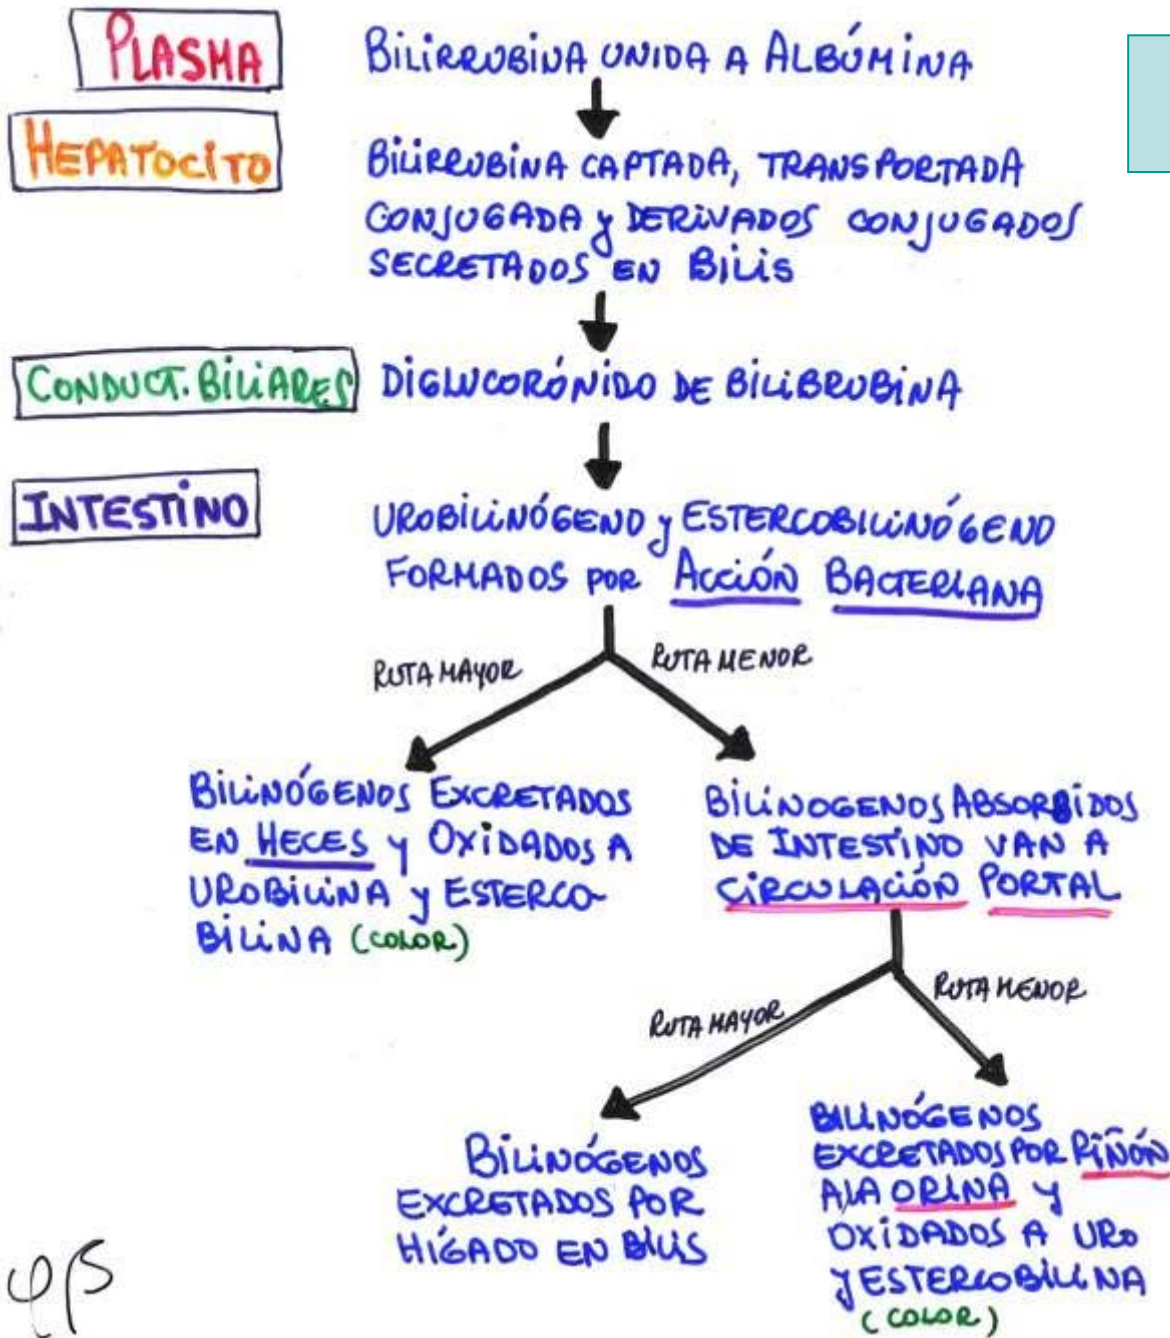 PLASMA
BILIRRUBINA UNIDA A ALBÚMINA
HEPATOCITO
BILIRRUBINA CAPTADA, TRANSPORTADA
CONJUGADA y DERIVADOS CONJUGADOS
SECRETADOS EN BILIS
CONDUCT. BILIARES
DIGLUCORÓNIDO DE BILIBRUBINA
INTESTINO
UROBILINÓGENO y ESTERCOBILINÓGENO
FORMADOS POR ACCIÓN BACTERIANA
RUTA MAYOR
RUTA MENOR
BILINÓGENOS EXCRETADOS
EN HECES y OXIDADOS A
UROBILINA y ESTERCO-
BILINA (COLOR)
BILINOGENOS ABSORBIDOS
DE INTESTINO VAN A
CIRCULACIÓN PORTAL
RUTA MAYOR
RUTA MENOR
BILINÓGENOS
EXCRETADOS POR
HÍGADO EN BILIS
BILINÓGENOS
EXCRETADOS POR RIÑÓN
A LA ORINA y
OXIDADOS A URO
y ESTERCOBILINA
(COLOR)